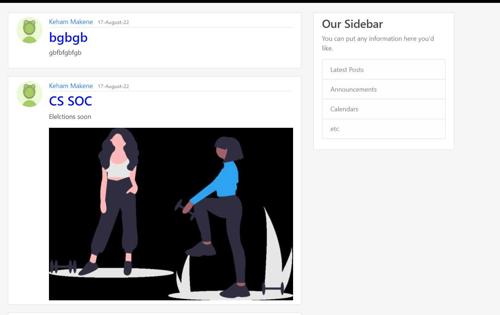 Keham Makene 17-August-22
bgbgb
gbfbfgbfgb
Keham Makene 17-August-22
CS SOC
Elelctions soon
Our Sidebar
You can put any information here you'd
like.
Latest Posts
Announcements
Calendars
etc